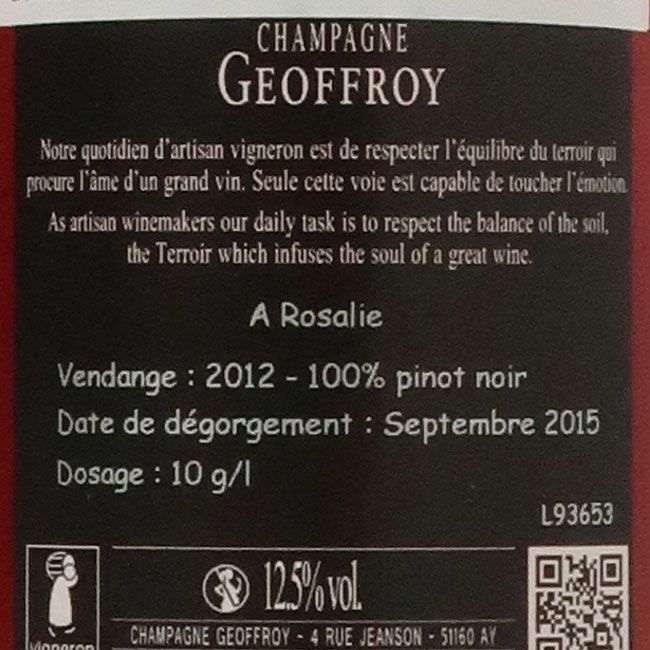 CHAMPAGNE
GEOFFROY
Notre quotidien d'artisan vigneron est de respecter l'équilibre du terroir qui
procure l'âme d'un grand vin. Seule cette voie est capable de toucher l'émotion.
As artisan winemakers our daily task is to respect the balance of the soil,
the Terroir which infuses the soul of a great wine.
A Rosalie
Vendange : 2012 - 100% pinot noir
Date de dégorgement : Septembre 2015
Dosage : 10 g/l
L93653
12.5% vol.
CHAMPAGNE GEOFFROY - 4 RUE JEANSON - 51160 AY
vigneron